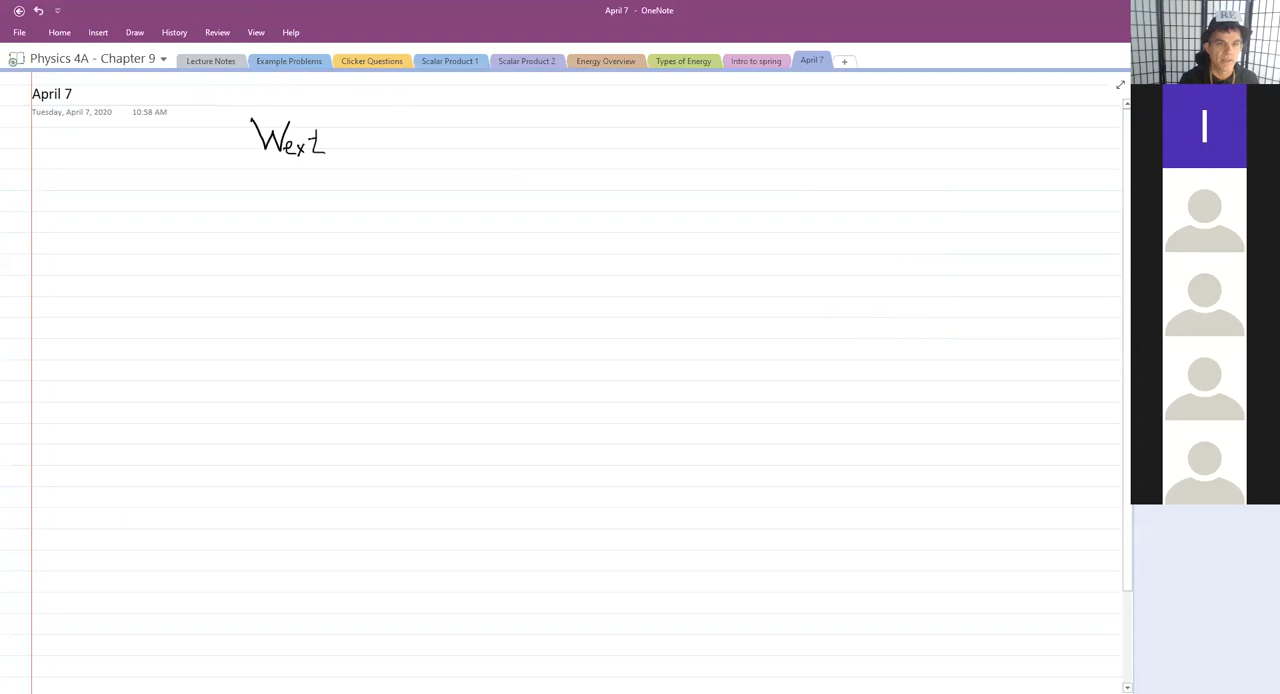 April 7 - OneNote
File Home Insert Draw History Review View Help
Physics 4A - Chapter 9 Lecture Notes Example Problems Clicker Questions Scalar Product 1 Scalar Product 2 Energy Overview Types of Energy Intro to spring April 7 +
April 7
Tuesday, April 7, 2020 10:58 AM
Wext
RE
I